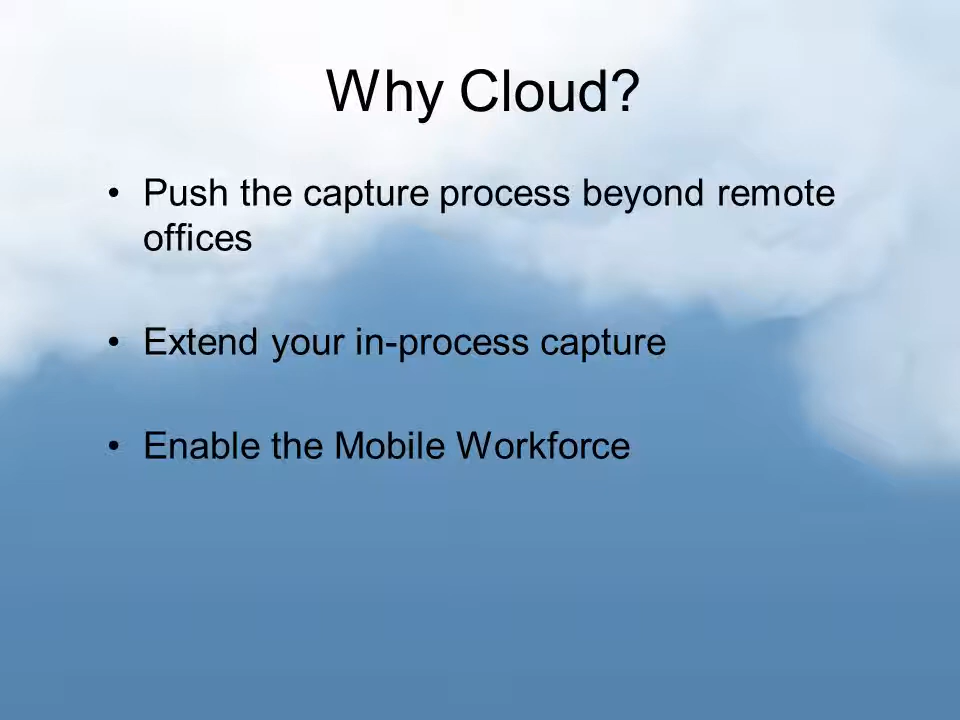 Why Cloud?
• Push the capture process beyond remote
offices
• Extend your in-process capture
• Enable the Mobile Workforce